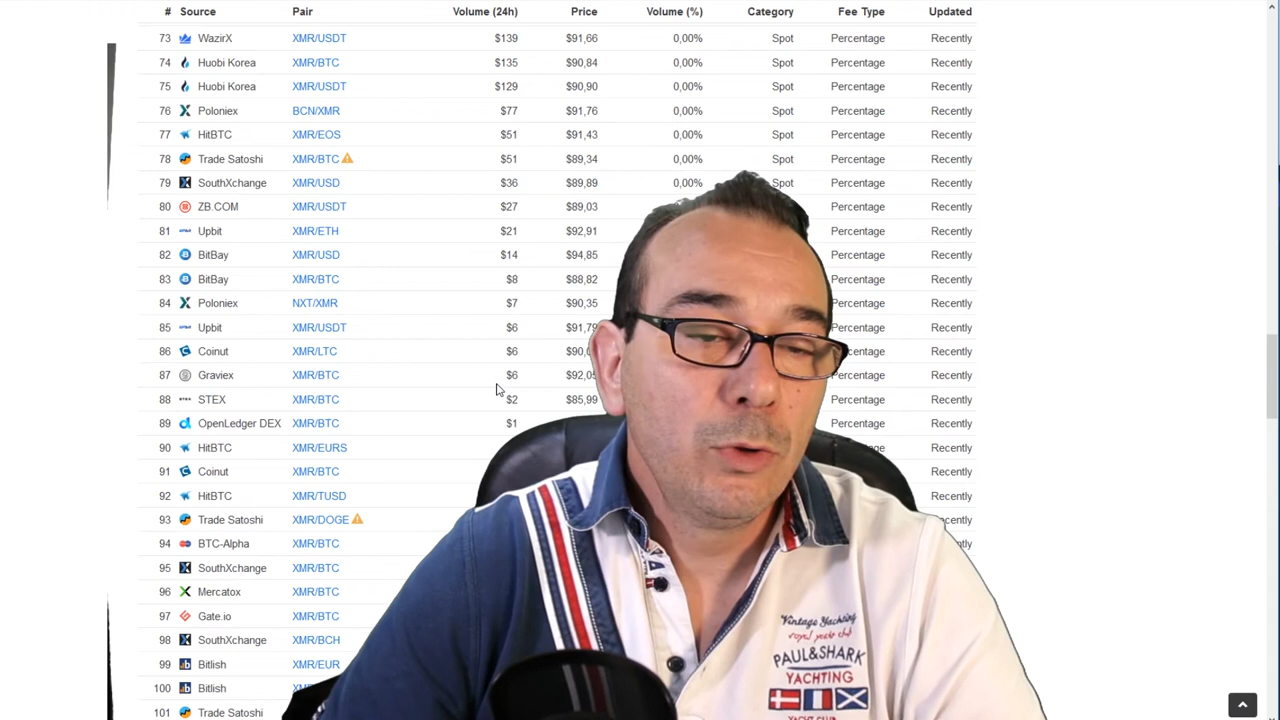 # Source Pair Volume (24h) Price Volume (%) Category Fee Type Updated
73 WazirX XMR/USDT $139 $91,66 0,00% Spot Percentage Recently
74 Huobi Korea XMR/BTC $135 $90,84 0,00% Spot Percentage Recently
75 Huobi Korea XMR/USDT $129 $90,90 0,00% Spot Percentage Recently
76 Poloniex BCN/XMR $77 $91,76 0,00% Spot Percentage Recently
77 HitBTC XMR/EOS $51 $91,43 0,00% Spot Percentage Recently
78 Trade Satoshi XMR/BTC $51 $89,34 0,00% Spot Percentage Recently
79 SouthXchange XMR/USD $36 $89,89 0,00% Spot Percentage Recently
80 ZB.COM XMR/USDT $27 $89,03 Percentage Recently
81 Upbit XMR/ETH $21 $92,91 Percentage Recently
82 BitBay XMR/USD $14 $94,85 Percentage Recently
83 BitBay XMR/BTC $8 $88,82 Percentage Recently
84 Poloniex NXT/XMR $7 $90,35 Percentage Recently
85 Upbit XMR/USDT $6 $91,79 Percentage Recently
86 Coinut XMR/LTC $6 Percentage Recently
87 Graviex XMR/BTC $6 $92,05 Percentage Recently
88 STEX XMR/BTC $2 $85,99 Percentage Recently
89 OpenLedger DEX XMR/BTC $1 Percentage Recently
90 HitBTC XMR/EURS Recently
91 Coinut XMR/BTC Recently
92 HitBTC XMR/TUSD Recently
93 Trade Satoshi XMR/DOGE Recently
94 BTC-Alpha XMR/BTC
95 SouthXchange XMR/BTC
96 Mercatox XMR/BTC
97 Gate.io XMR/BTC
98 SouthXchange XMR/BCH
99 Bitlish XMR/EUR
100 Bitlish
101 Trade Satoshi
Vintage Yachting
royal yacht club
PAUL&SHARK
YACHTING
YACHT CLUB